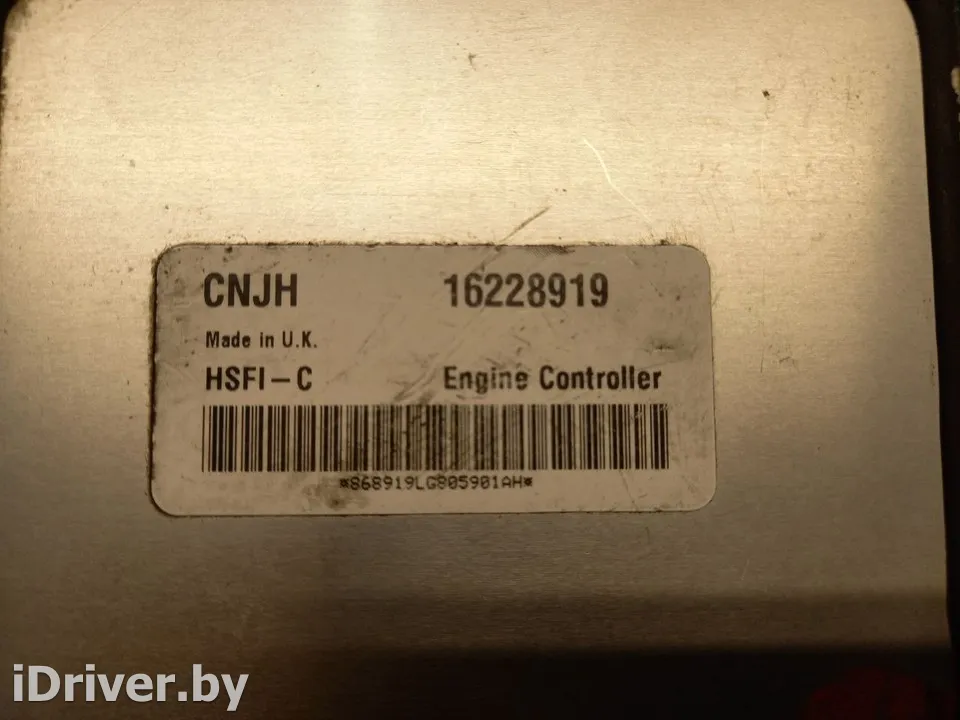 CNJH 16228919
Made in U.K.
HSFI-C Engine Controller
*868919LG805901AH*
iDriver.by